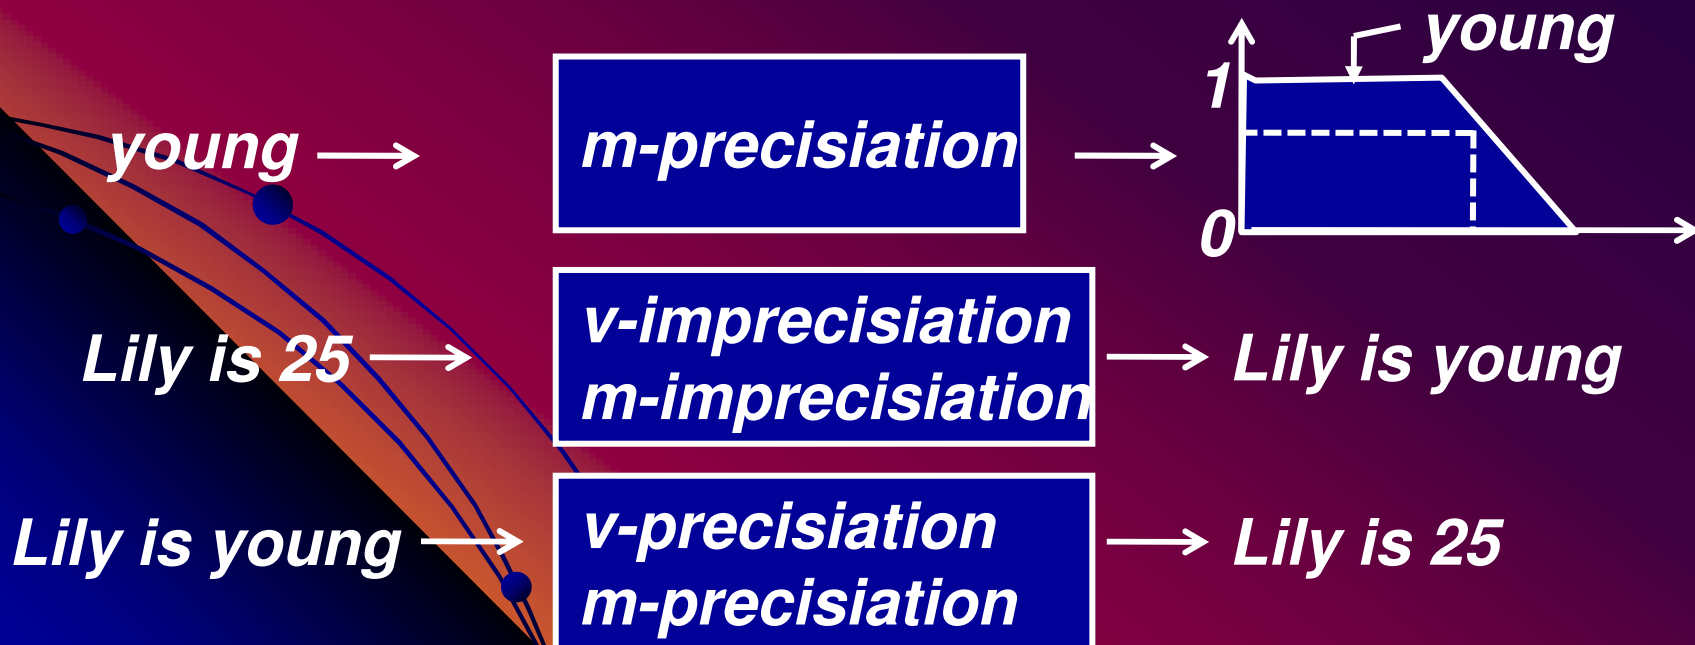 young
1
young
m-precisiation
0
v-imprecisiation
Lily is 25
Lily is young
m-imprecisiation
v-precisiation
Lily is young
Lily is 25
m-precisiation